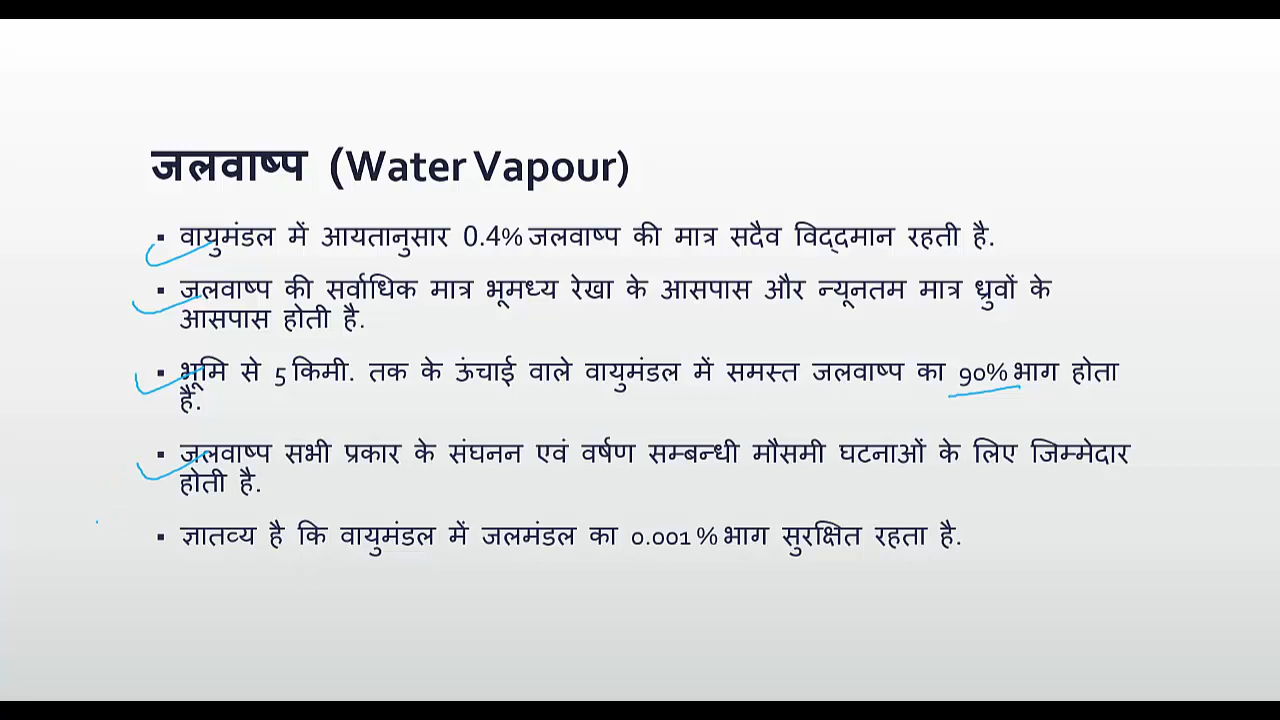 जलवाष्प (Water Vapour)
▪ वायुमंडल में आयतानुसार 0.4% जलवाष्प की मात्र सदैव विद्दमान रहती है.
▪ जलवाष्प की सर्वाधिक मात्र भूमध्य रेखा के आसपास और न्यूनतम मात्र ध्रुवों के
आसपास होती है.
▪ भूमि से 5 किमी. तक के ऊंचाई वाले वायुमंडल में समस्त जलवाष्प का 90% भाग होता
है.
▪ जलवाष्प सभी प्रकार के संघनन एवं वर्षण सम्बन्धी मौसमी घटनाओं के लिए जिम्मेदार
होती है.
▪ ज्ञातव्य है कि वायुमंडल में जलमंडल का 0.001 % भाग सुरक्षित रहता है.